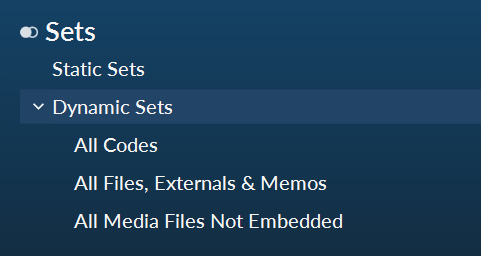 Sets
Static Sets
Dynamic Sets
All Codes
All Files, Externals & Memos
All Media Files Not Embedded